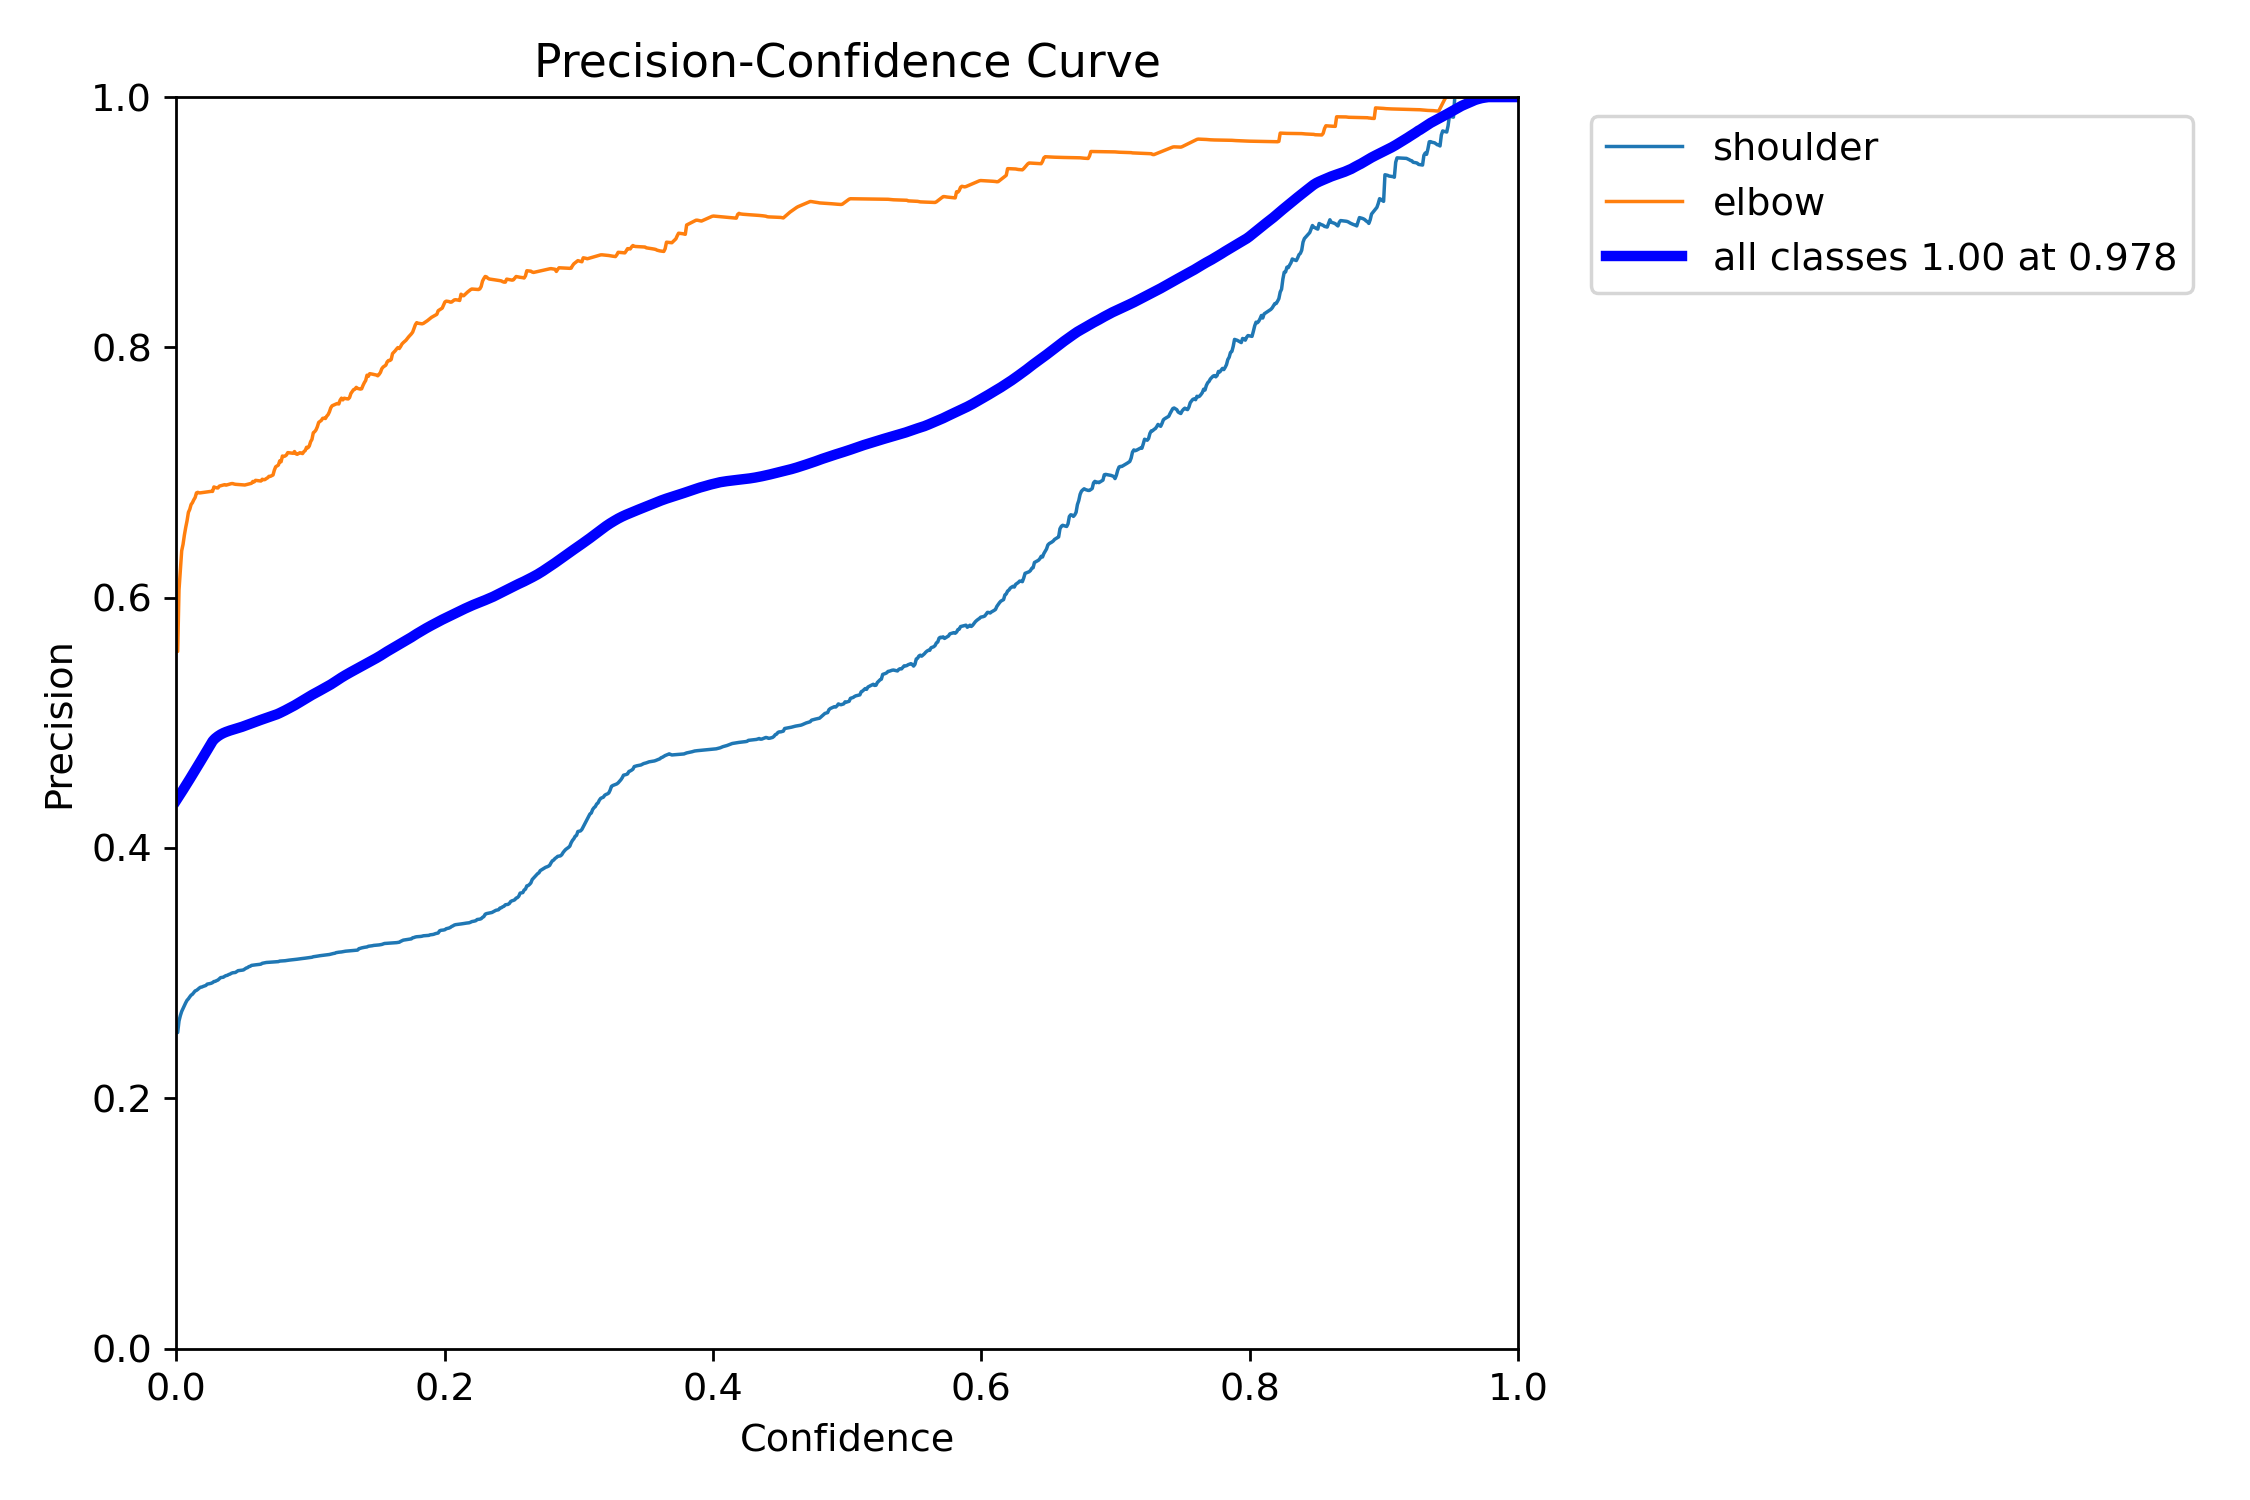 Precision-Confidence Curve
1.0
0.8
0.6
0.4
0.2
0.0
Precision
0.0 0.2 0.4 0.6 0.8 1.0
Confidence
shoulder
elbow
all classes 1.00 at 0.978